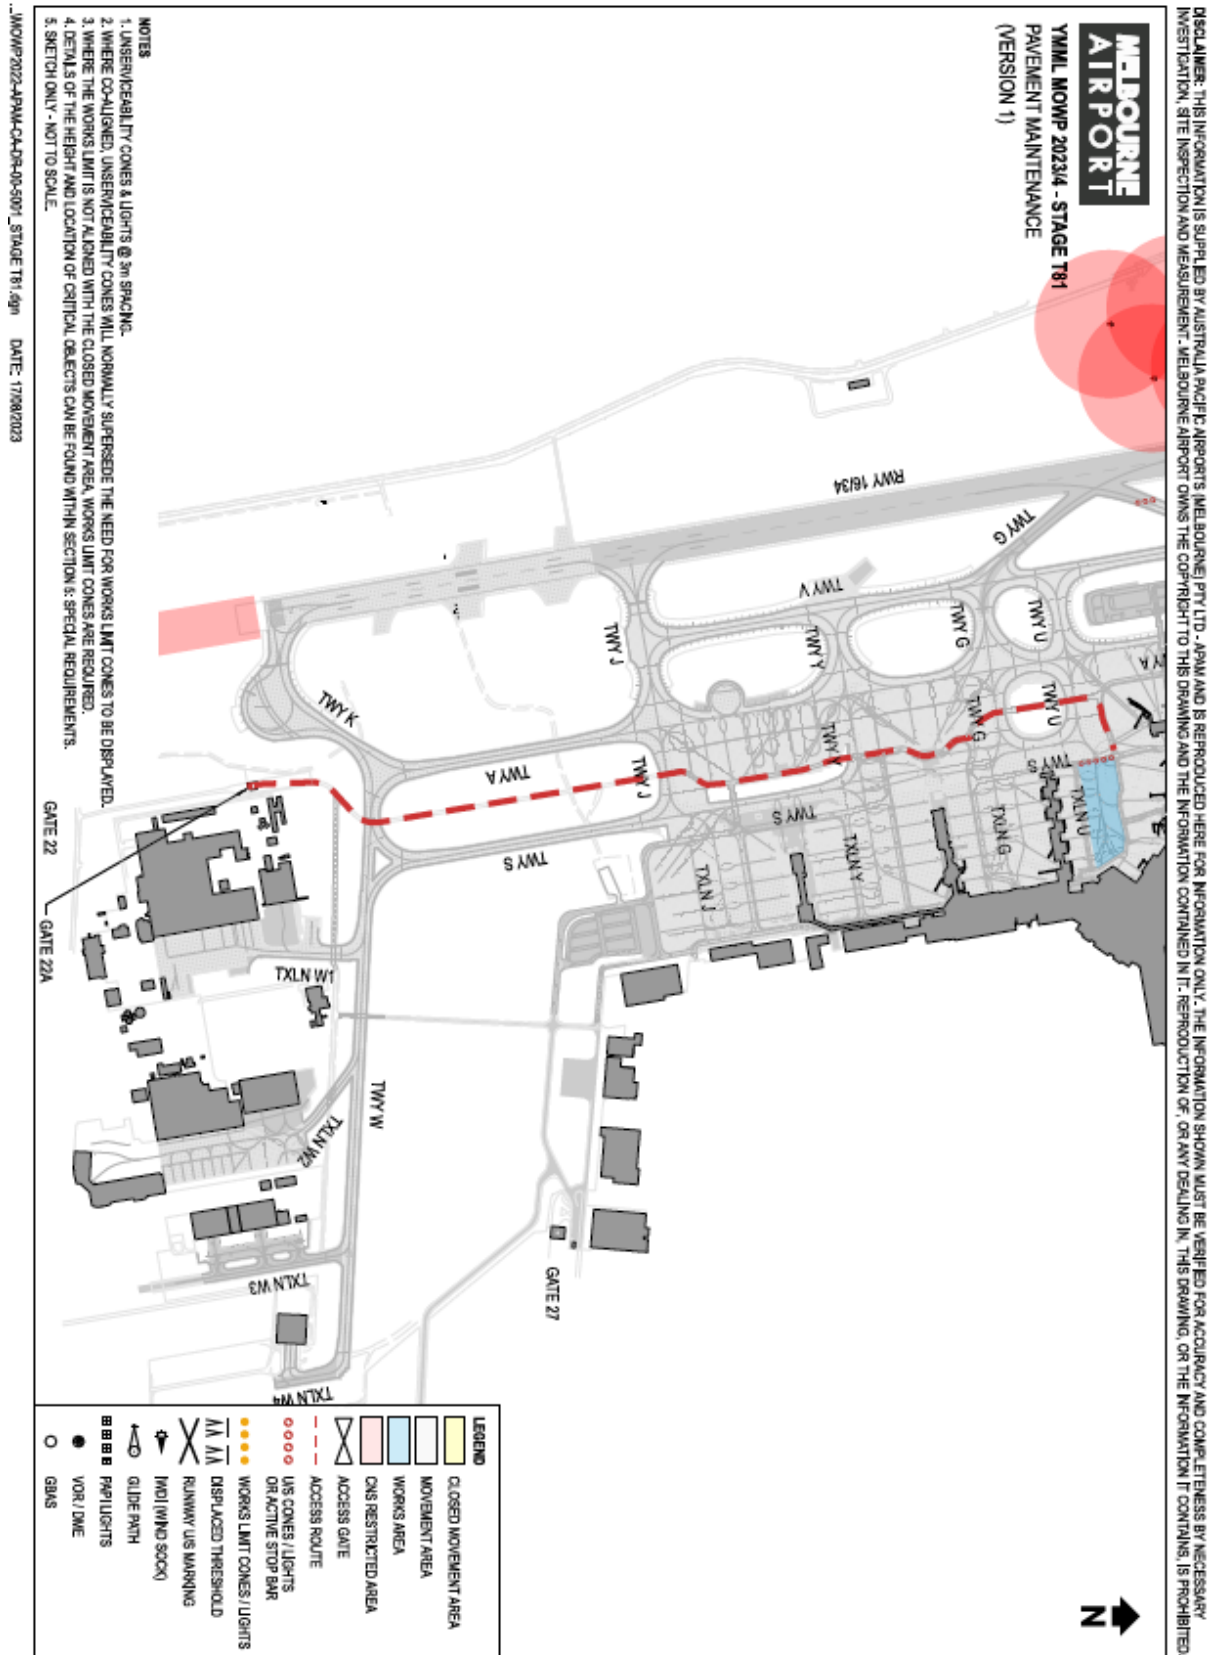 DISCLAIMER: THIS INFORMATION IS SUPPLIED BY AUSTRALIA PACIFIC AIRPORTS (MELBOURNE) PTY LTD - APAM AND IS REPRODUCED HERE FOR INFORMATION ONLY. THE INFORMATION SHOWN MUST BE VERIFIED FOR ACCURACY AND COMPLETENESS BY NECESSARY
INVESTIGATION, SITE INSPECTION AND MEASUREMENT. MELBOURNE AIRPORT OWNS THE COPYRIGHT TO THIS DRAWING AND THE INFORMATION CONTAINED IN IT. REPRODUCTION OF, OR ANY DEALING IN, THIS DRAWING, OR THE INFORMATION IT CONTAINS, IS PROHIBITED
MELBOURNE
AIRPORT
YMML MOWP 2023/4 - STAGE T81
PAVEMENT MAINTENANCE
(VERSION 1)
RWY 16/34
TWY G
TWY V
TWY J
TWY Y
TWY G
TWY U
TWY A
TWY K
TWY A
TWY J
TWY Y
TWY G
TWY U
TWY S
TWY S
TWY S
TXLN J
TXLN Y
TXLN G
TXLN U
TXLN W1
TWY W
TXLN W2
TXLN W3
TXLN W4
GATE 27
GATE 22
GATE 22A
N
NOTES
1. UNSERVICEABILITY CONES & LIGHTS @ 3m SPACING.
2. WHERE CO-ALIGNED, UNSERVICEABILITY CONES WILL NORMALLY SUPERSEDE THE NEED FOR WORKS LIMIT CONES TO BE DISPLAYED.
3. WHERE THE WORKS LIMIT IS NOT ALIGNED WITH THE CLOSED MOVEMENT AREA, WORKS LIMIT CONES ARE REQUIRED.
4. DETAILS OF THE HEIGHT AND LOCATION OF CRITICAL OBJECTS CAN BE FOUND WITHIN SECTION 5: SPECIAL REQUIREMENTS.
5. SKETCH ONLY - NOT TO SCALE.
LEGEND
CLOSED MOVEMENT AREA
MOVEMENT AREA
WORKS AREA
CNS RESTRICTED AREA
ACCESS GATE
ACCESS ROUTE
U/S CONES / LIGHTS
OR ACTIVE STOP BAR
WORKS LIMIT CONES / LIGHTS
DISPLACED THRESHOLD
RUNWAY U/S MARKING
IWDI (WIND SOCK)
GLIDE PATH
PAPI LIGHTS
VOR / DME
GBAS
...\MOWP2022-APAM-CA-DR-00-5001_STAGE T81.dgn DATE: 17/08/2023